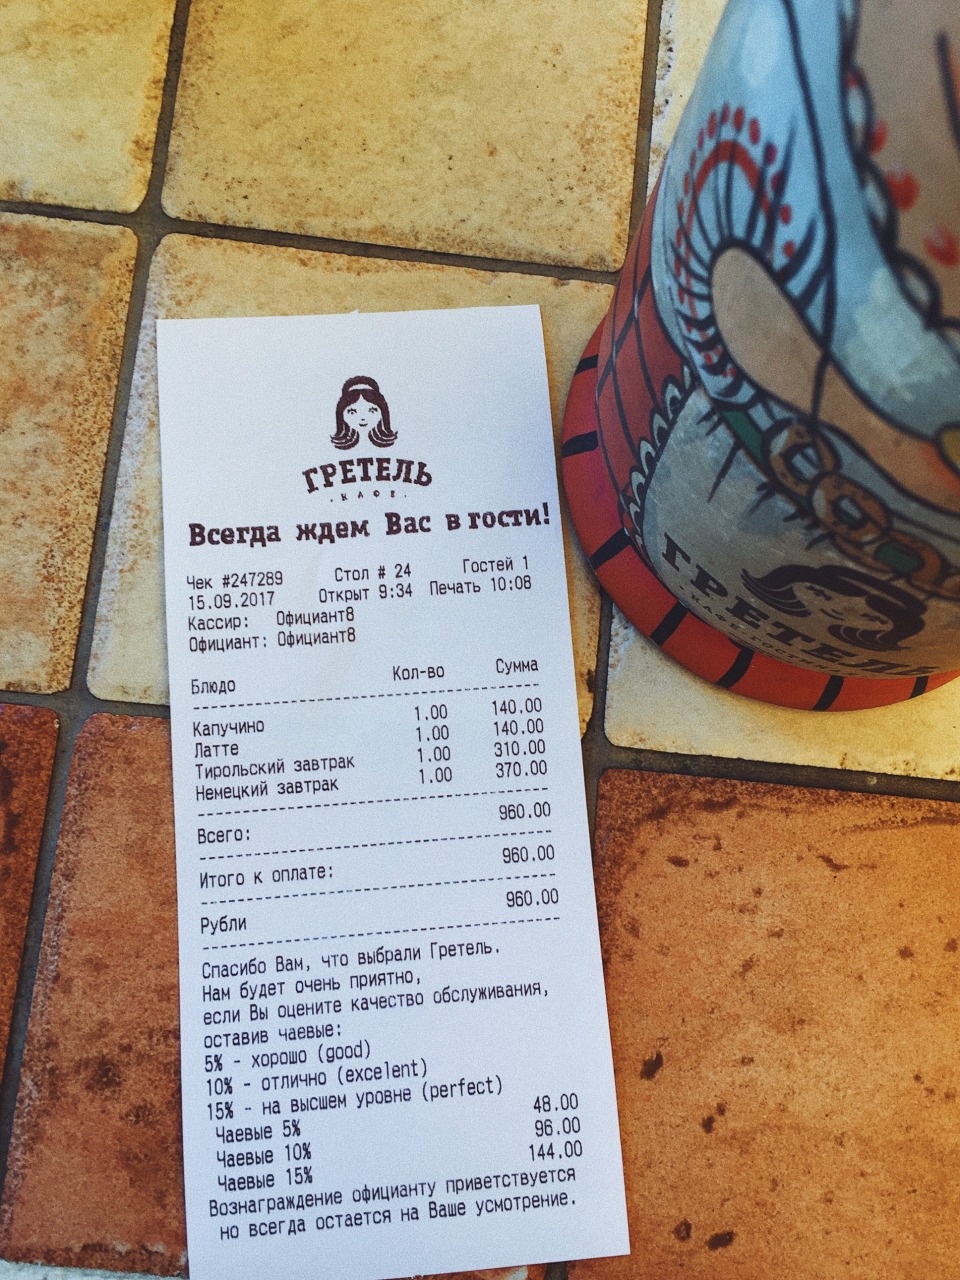 ГРЕТЕЛЬ
· КАФЕ ·
Всегда ждем Вас в гости!
Чек #247289 Стол # 24 Гостей 1
15.09.2017 Открыт 9:34 Печать 10:08
Кассир: Официант8
Официант: Официант8
Блюдо Кол-во Сумма
Капучино 1.00 140.00
Латте 1.00 140.00
Тирольский завтрак 1.00 310.00
Немецкий завтрак 1.00 370.00
Всего: 960.00
Итого к оплате: 960.00
Рубли 960.00
Спасибо Вам, что выбрали Гретель.
Нам будет очень приятно,
если Вы оцените качество обслуживания,
оставив чаевые:
5% - хорошо (good)
10% - отлично (excelent)
15% - на высшем уровне (perfect)
Чаевые 5% 48.00
Чаевые 10% 96.00
Чаевые 15% 144.00
Вознаграждение официанту приветствуется
но всегда остается на Ваше усмотрение.
ГРЕТЕЛЬ